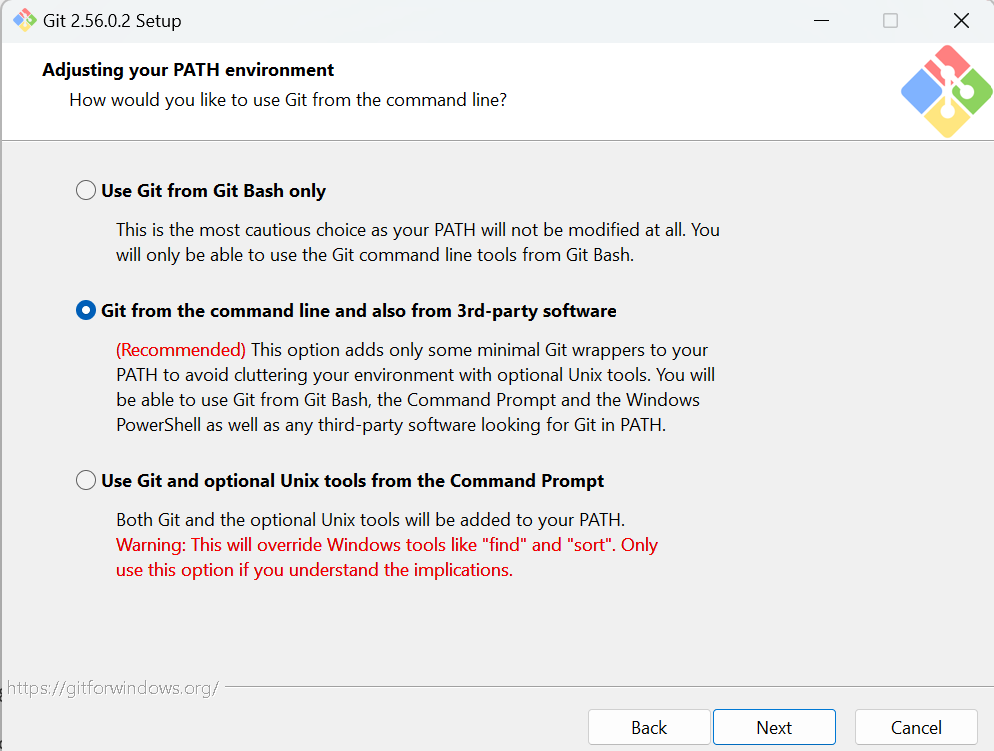 Git 2.56.0.2 Setup
Adjusting your PATH environment
How would you like to use Git from the command line?
Use Git from Git Bash only
This is the most cautious choice as your PATH will not be modified at all. You
will only be able to use the Git command line tools from Git Bash.
Git from the command line and also from 3rd-party software
(Recommended) This option adds only some minimal Git wrappers to your
PATH to avoid cluttering your environment with optional Unix tools. You will
be able to use Git from Git Bash, the Command Prompt and the Windows
PowerShell as well as any third-party software looking for Git in PATH.
Use Git and optional Unix tools from the Command Prompt
Both Git and the optional Unix tools will be added to your PATH.
Warning: This will override Windows tools like "find" and "sort". Only
use this option if you understand the implications.
https://gitforwindows.org/
Back
Next
Cancel